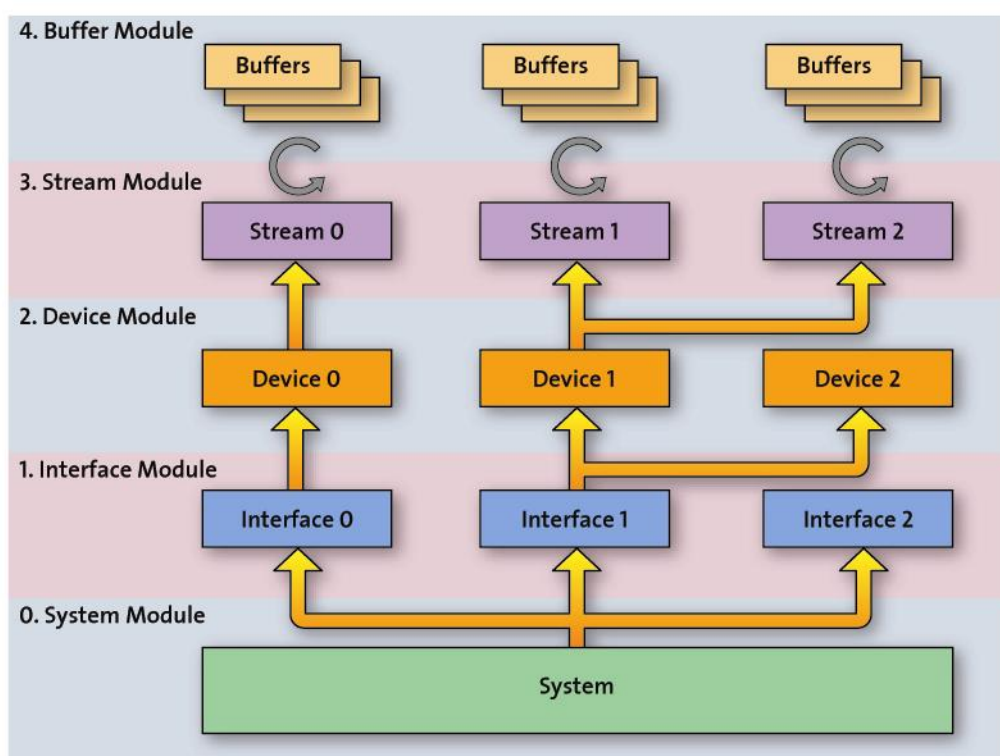 4. Buffer Module
Buffers
Buffers
Buffers
3. Stream Module
Stream 0
Stream 1
Stream 2
2. Device Module
Device 0
Device 1
Device 2
1. Interface Module
Interface 0
Interface 1
Interface 2
0. System Module
System